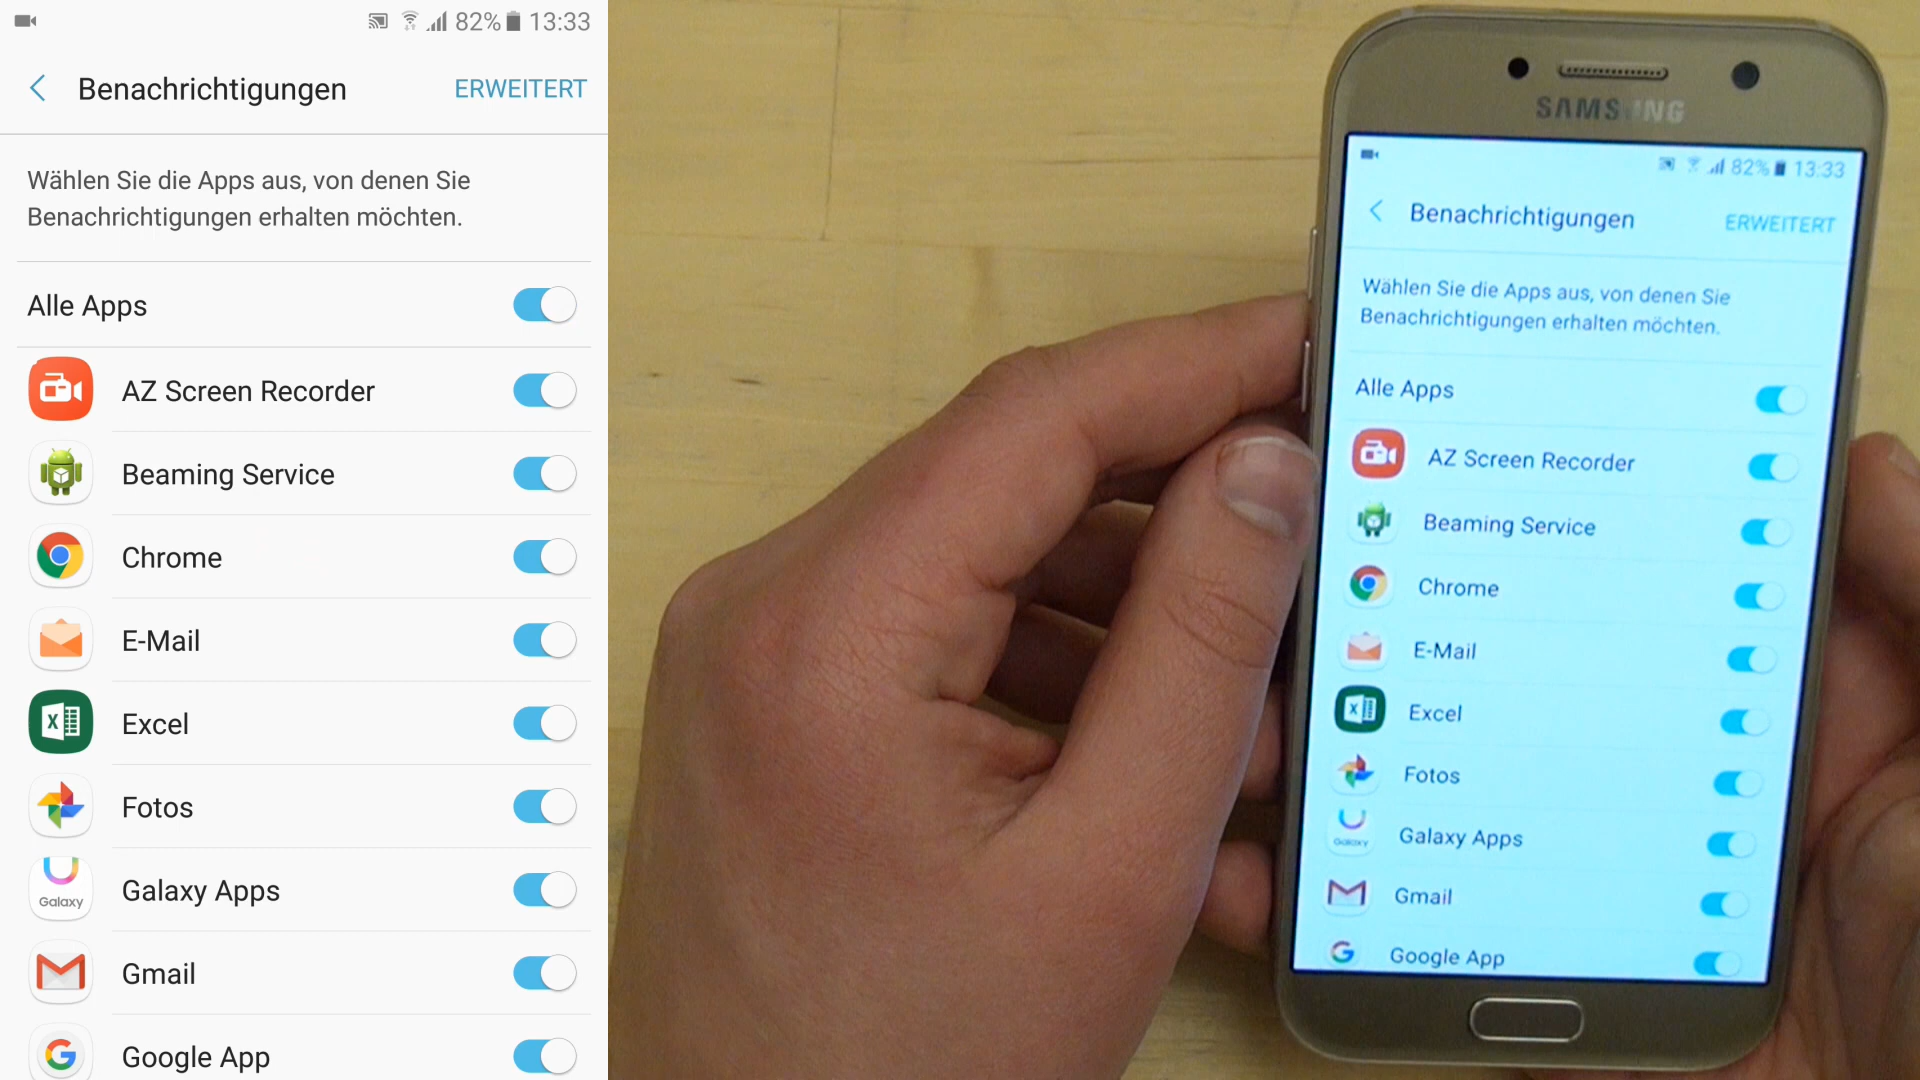 82% 13:33
Benachrichtigungen ERWEITERT
Wählen Sie die Apps aus, von denen Sie
Benachrichtigungen erhalten möchten.
Alle Apps
AZ Screen Recorder
Beaming Service
Chrome
E-Mail
Excel
Fotos
Galaxy
Galaxy Apps
Gmail
Google App
SAMSUNG
82% 13:33
Benachrichtigungen ERWEITERT
Wählen Sie die Apps aus, von denen Sie
Benachrichtigungen erhalten möchten.
Alle Apps
AZ Screen Recorder
Beaming Service
Chrome
E-Mail
Excel
Fotos
Galaxy
Galaxy Apps
Gmail
Google App